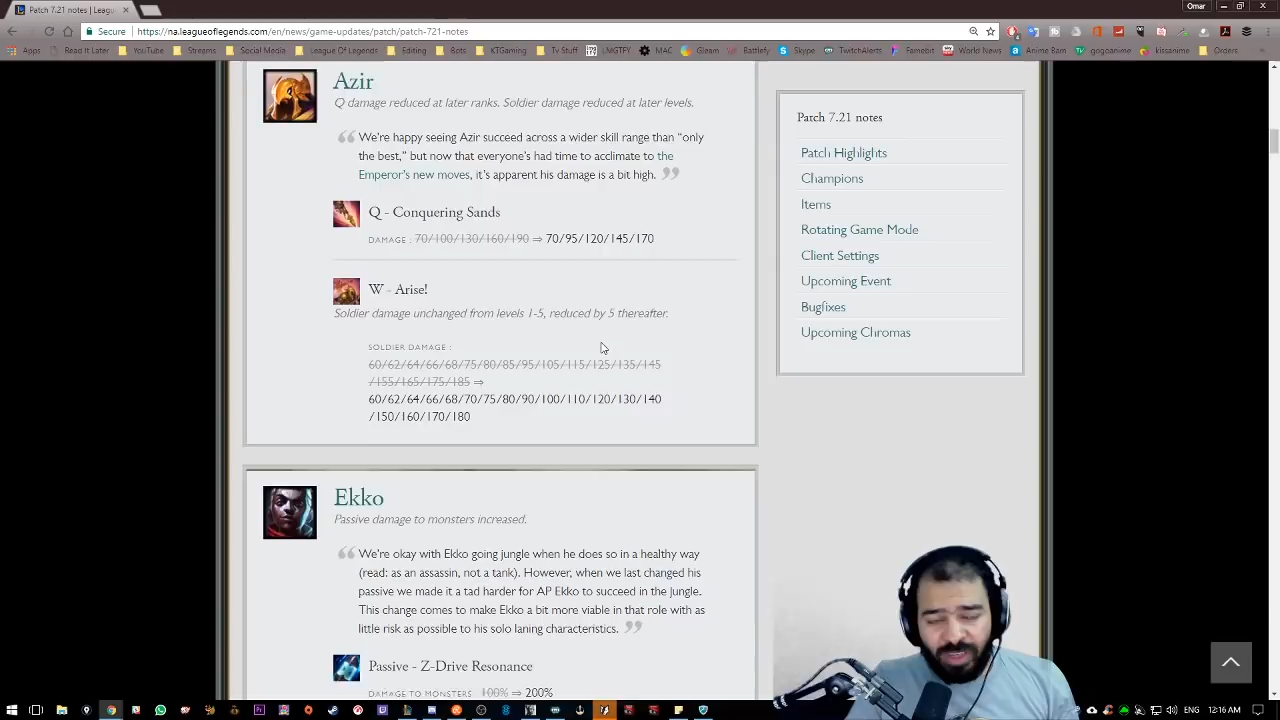 Patch 7.21 notes | Leagu
Omar
Secure
https://na.leagueoflegends.com/en/news/game-updates/patch/patch-721-notes
Apps
Read It Later
YouTube
Streams
Social Media
League Of Legends
Editing
Bots
KTGaming
Tv Stuff
LMGTFY
MAC
Gleam
Battlefy
Skype
TwitchAlerts
Famebit
World News
Anime Bam
gogoanime
kissanime
Orders
Azir
Q damage reduced at later ranks. Soldier damage reduced at later levels.
We're happy seeing Azir succeed across a wider skill range than "only
the best," but now that everyone's had time to acclimate to the
Emperor's new moves, it's apparent his damage is a bit high.
Q - Conquering Sands
DAMAGE : 70/100/130/160/190 ⇒ 70/95/120/145/170
W - Arise!
Soldier damage unchanged from levels 1-5, reduced by 5 thereafter.
SOLDIER DAMAGE :
60/62/64/66/68/75/80/85/95/105/115/125/135/145
/155/165/175/185 ⇒
60/62/64/66/68/70/75/80/90/100/110/120/130/140
/150/160/170/180
Ekko
Passive damage to monsters increased.
We're okay with Ekko going jungle when he does so in a healthy way
(read: as an assassin, not a tank). However, when we last changed his
passive we made it a tad harder for AP Ekko to succeed in the jungle.
This change comes to make Ekko a bit more viable in that role with as
little risk as possible to his solo laning characteristics.
Passive - Z-Drive Resonance
DAMAGE TO MONSTERS 100% ⇒ 200%
Patch 7.21 notes
Patch Highlights
Champions
Items
Rotating Game Mode
Client Settings
Upcoming Event
Bugfixes
Upcoming Chromas
12:16 AM